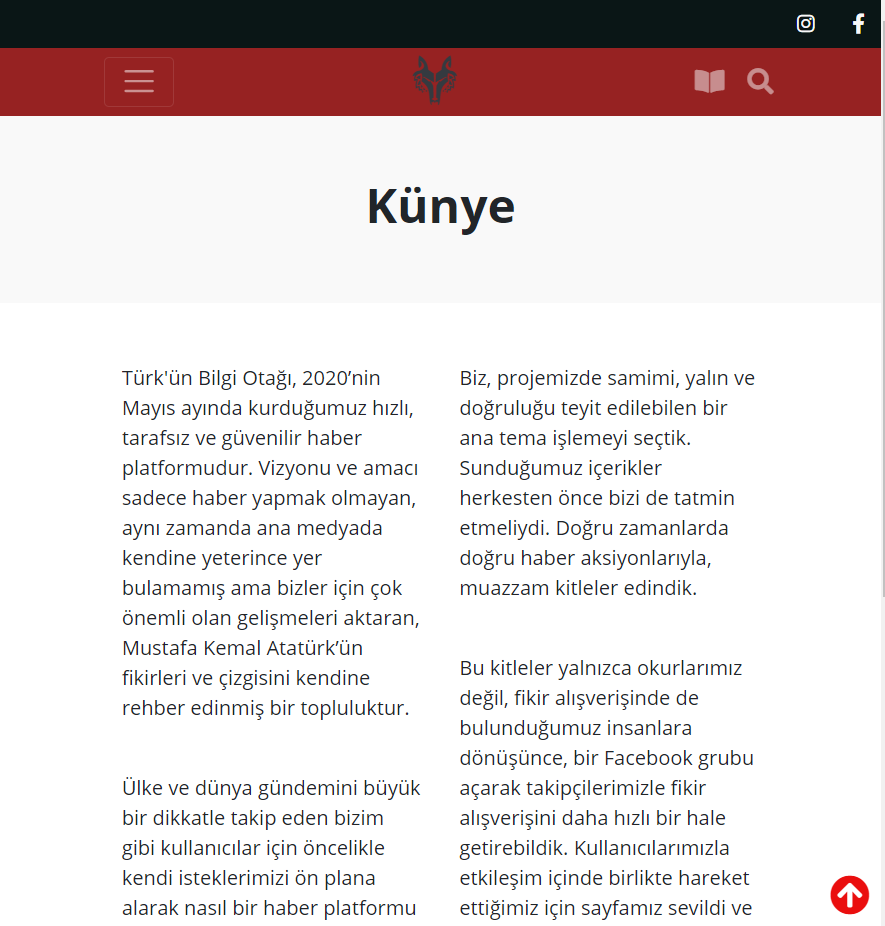 Künye
Türk'ün Bilgi Otağı, 2020’nin
Mayıs ayında kurduğumuz hızlı,
tarafsız ve güvenilir haber
platformudur. Vizyonu ve amacı
sadece haber yapmak olmayan,
aynı zamanda ana medyada
kendine yeterince yer
bulamamış ama bizler için çok
önemli olan gelişmeleri aktaran,
Mustafa Kemal Atatürk’ün
fikirleri ve çizgisini kendine
rehber edinmiş bir topluluktur.
Ülke ve dünya gündemini büyük
bir dikkatle takip eden bizim
gibi kullanıcılar için öncelikle
kendi isteklerimizi ön plana
alarak nasıl bir haber platformu
Biz, projemizde samimi, yalın ve
doğruluğu teyit edilebilen bir
ana tema işlemeyi seçtik.
Sunduğumuz içerikler
herkesten önce bizi de tatmin
etmeliydi. Doğru zamanlarda
doğru haber aksiyonlarıyla,
muazzam kitleler edindik.
Bu kitleler yalnızca okurlarımız
değil, fikir alışverişinde de
bulunduğumuz insanlara
dönüşünce, bir Facebook grubu
açarak takipçilerimizle fikir
alışverişini daha hızlı bir hale
getirebildik. Kullanıcılarımızla
etkileşim içinde birlikte hareket
ettiğimiz için sayfamız sevildi ve